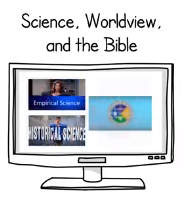 Science, Worldview,
and the Bible
Empirical Science
HISTORICAL SCIENCE